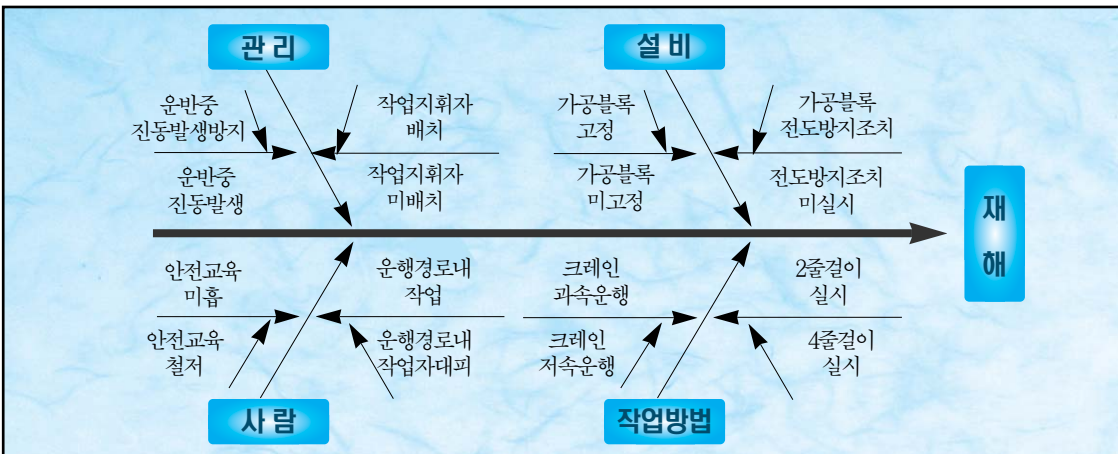 관 리
설 비
운반중
진동발생방지
작업지휘자
배치
가공블록
고정
가공블록
전도방지조치
운반중
진동발생
작업지휘자
미배치
가공블록
미고정
전도방지조치
미실시
재
해
안전교육
미흡
운행경로내
작업
크레인
과속운행
2줄걸이
실시
안전교육
철저
운행경로내
작업자대피
크레인
저속운행
4줄걸이
실시
사 람
작업방법